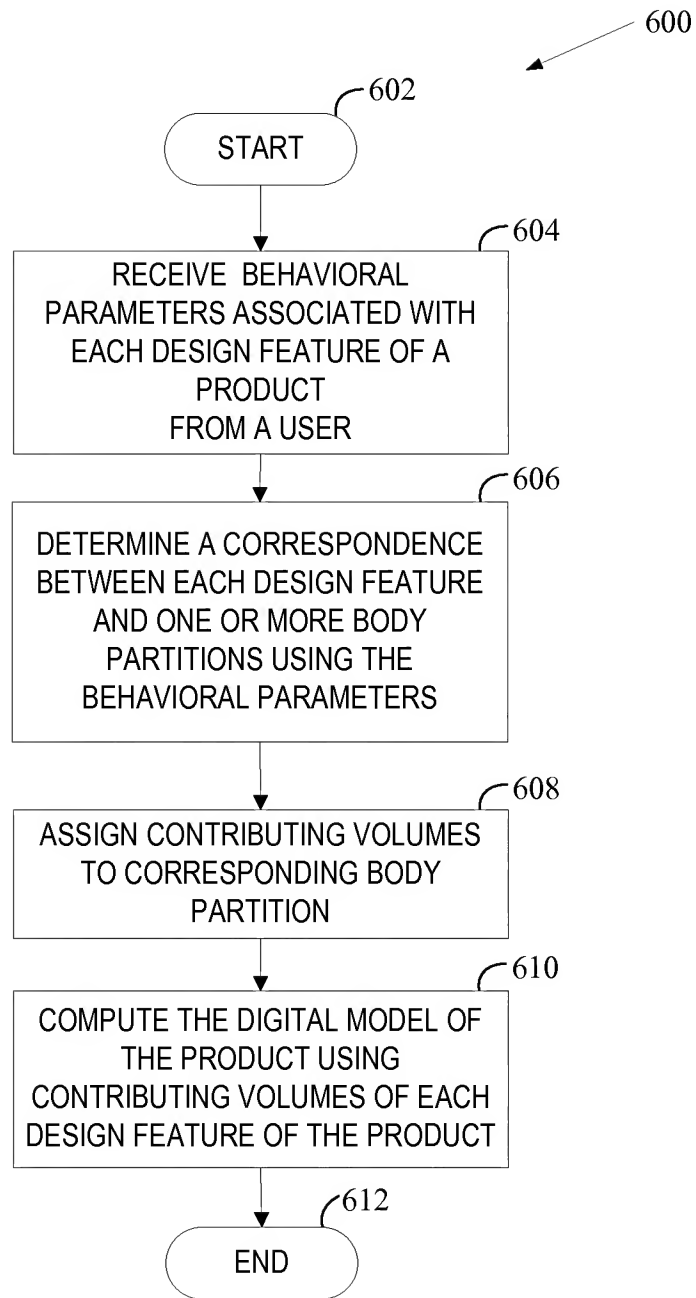 600
602
START
604
RECEIVE BEHAVIORAL
PARAMETERS ASSOCIATED WITH
EACH DESIGN FEATURE OF A
PRODUCT
FROM A USER
606
DETERMINE A CORRESPONDENCE
BETWEEN EACH DESIGN FEATURE
AND ONE OR MORE BODY
PARTITIONS USING THE
BEHAVIORAL PARAMETERS
608
ASSIGN CONTRIBUTING VOLUMES
TO CORRESPONDING BODY
PARTITION
610
COMPUTE THE DIGITAL MODEL OF
THE PRODUCT USING
CONTRIBUTING VOLUMES OF EACH
DESIGN FEATURE OF THE PRODUCT
612
END